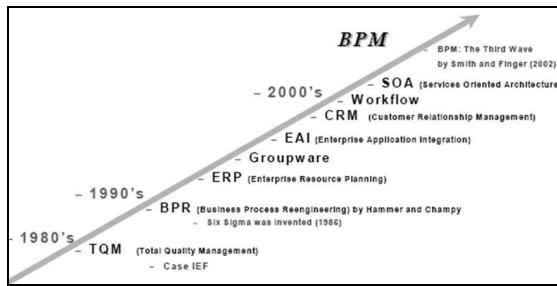 BPM
– BPM: The Third Wave
by Smith and Finger (2002)
– SOA (Services Oriented Architecture
– 2000's
– Workflow
– CRM (Customer Relationship Management)
– EAI (Enterprise Application Integration)
– Groupware
– ERP (Enterprise Resource Planning)
– 1990's
– BPR (Business Process Reengineering) by Hammer and Champy
– Six Sigma was invented (1986)
– 1980's
– TQM (Total Quality Management)
– Case IEF